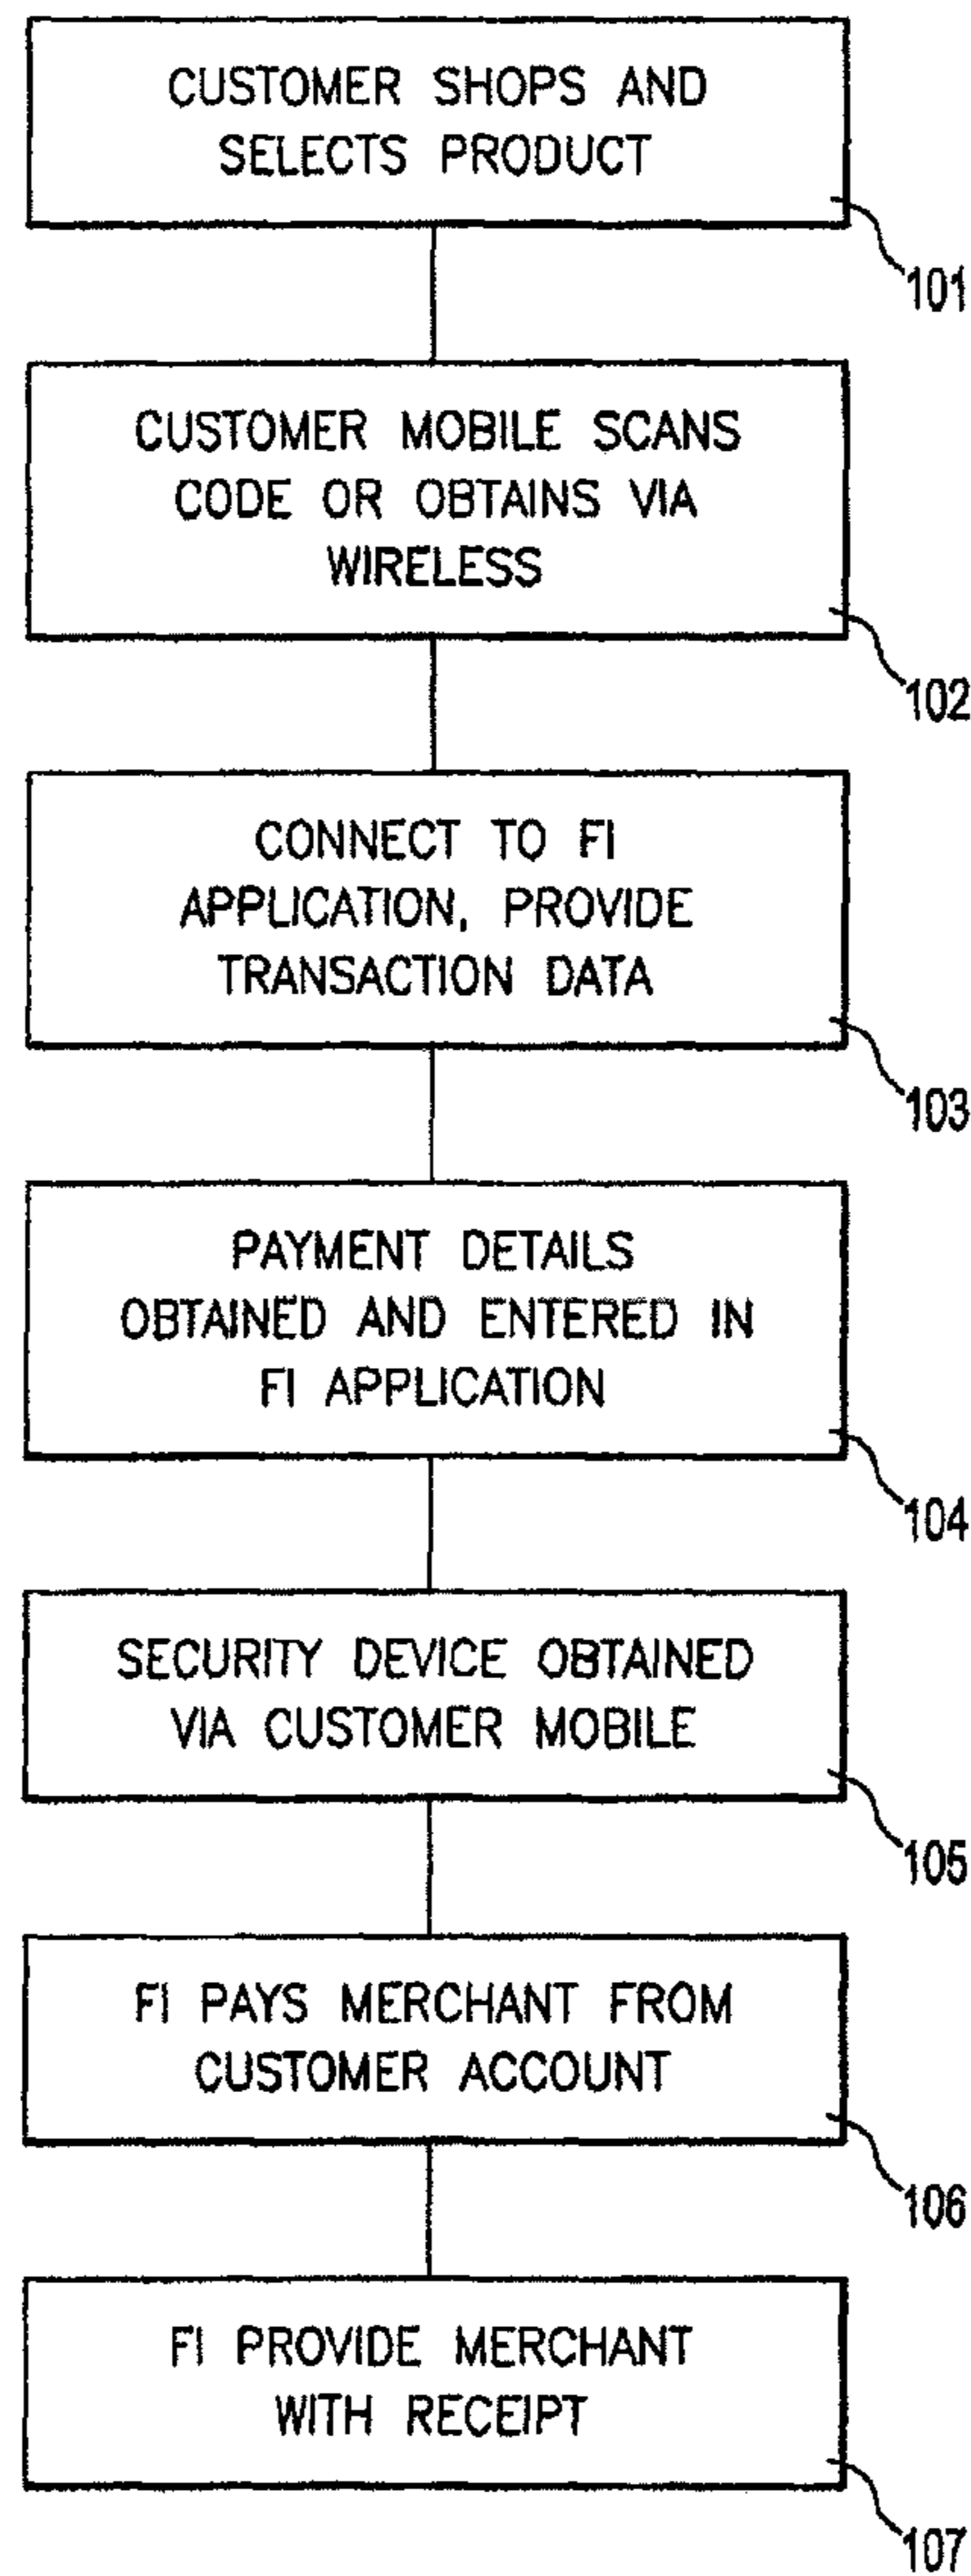 CUSTOMER SHOPS AND
SELECTS PRODUCT
101
CUSTOMER MOBILE SCANS
CODE OR OBTAINS VIA
WIRELESS
102
CONNECT TO FI
APPLICATION, PROVIDE
TRANSACTION DATA
103
PAYMENT DETAILS
OBTAINED AND ENTERED IN
FI APPLICATION
104
SECURITY DEVICE OBTAINED
VIA CUSTOMER MOBILE
105
FI PAYS MERCHANT FROM
CUSTOMER ACCOUNT
106
FI PROVIDE MERCHANT
WITH RECEIPT
107